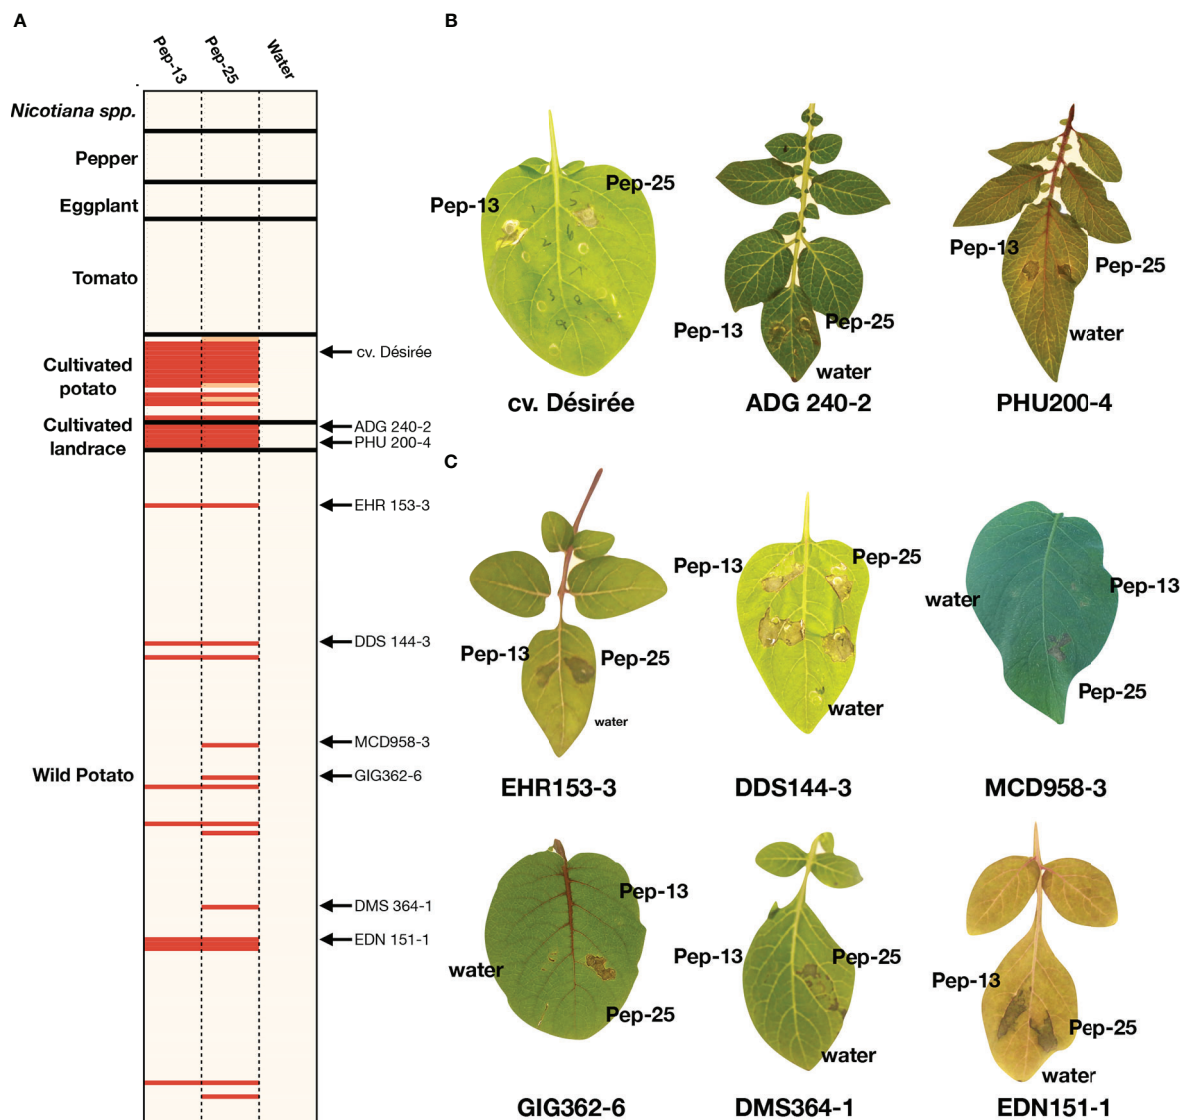 A
Pep-13
Pep-25
Water
Nicotiana spp.
Pepper
Eggplant
Tomato
Cultivated
potato
Cultivated
landrace
Wild Potato
cv. Désirée
ADG 240-2
PHU 200-4
EHR 153-3
DDS 144-3
MCD958-3
GIG362-6
DMS 364-1
EDN 151-1
B
Pep-13
Pep-25
cv. Désirée
Pep-13
Pep-25
water
ADG 240-2
Pep-13
Pep-25
water
PHU200-4
C
Pep-13
Pep-25
water
EHR153-3
Pep-13
Pep-25
water
DDS144-3
water
Pep-13
Pep-25
MCD958-3
Pep-13
water
Pep-25
GIG362-6
Pep-13
Pep-25
water
DMS364-1
Pep-13
Pep-25
water
EDN151-1